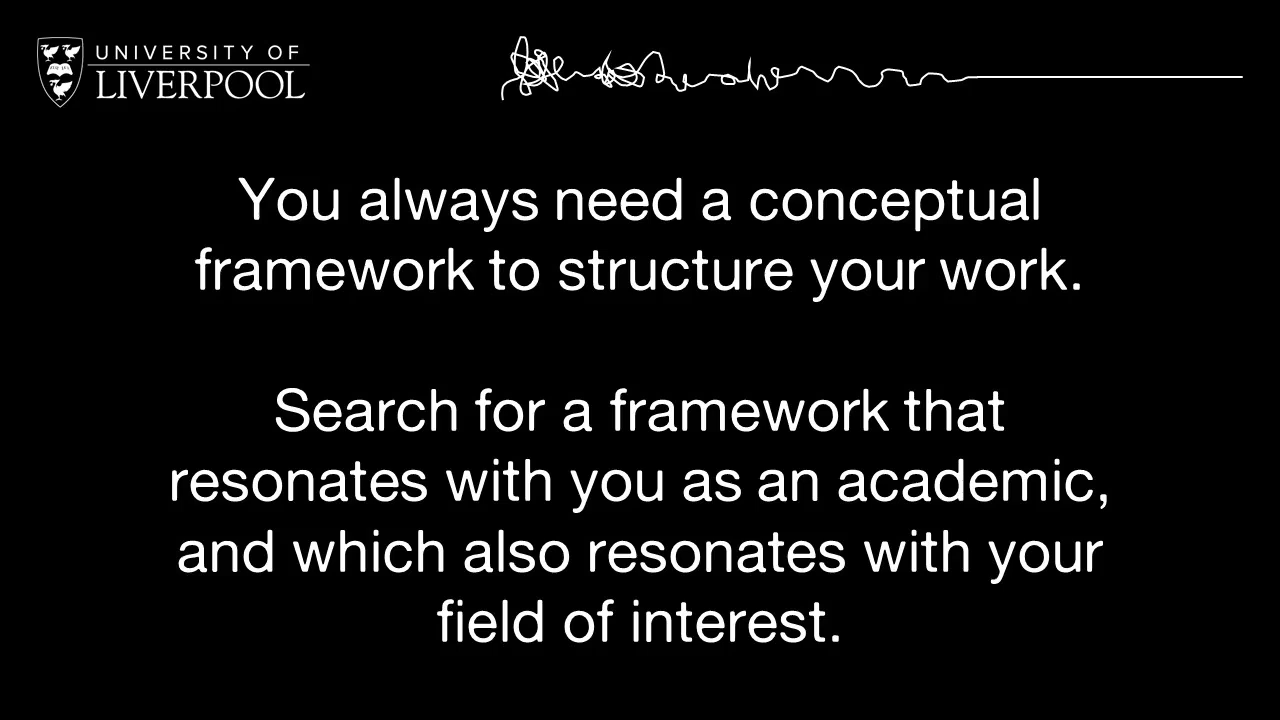 UNIVERSITY OF
LIVERPOOL
You always need a conceptual
framework to structure your work.
Search for a framework that
resonates with you as an academic,
and which also resonates with your
field of interest.